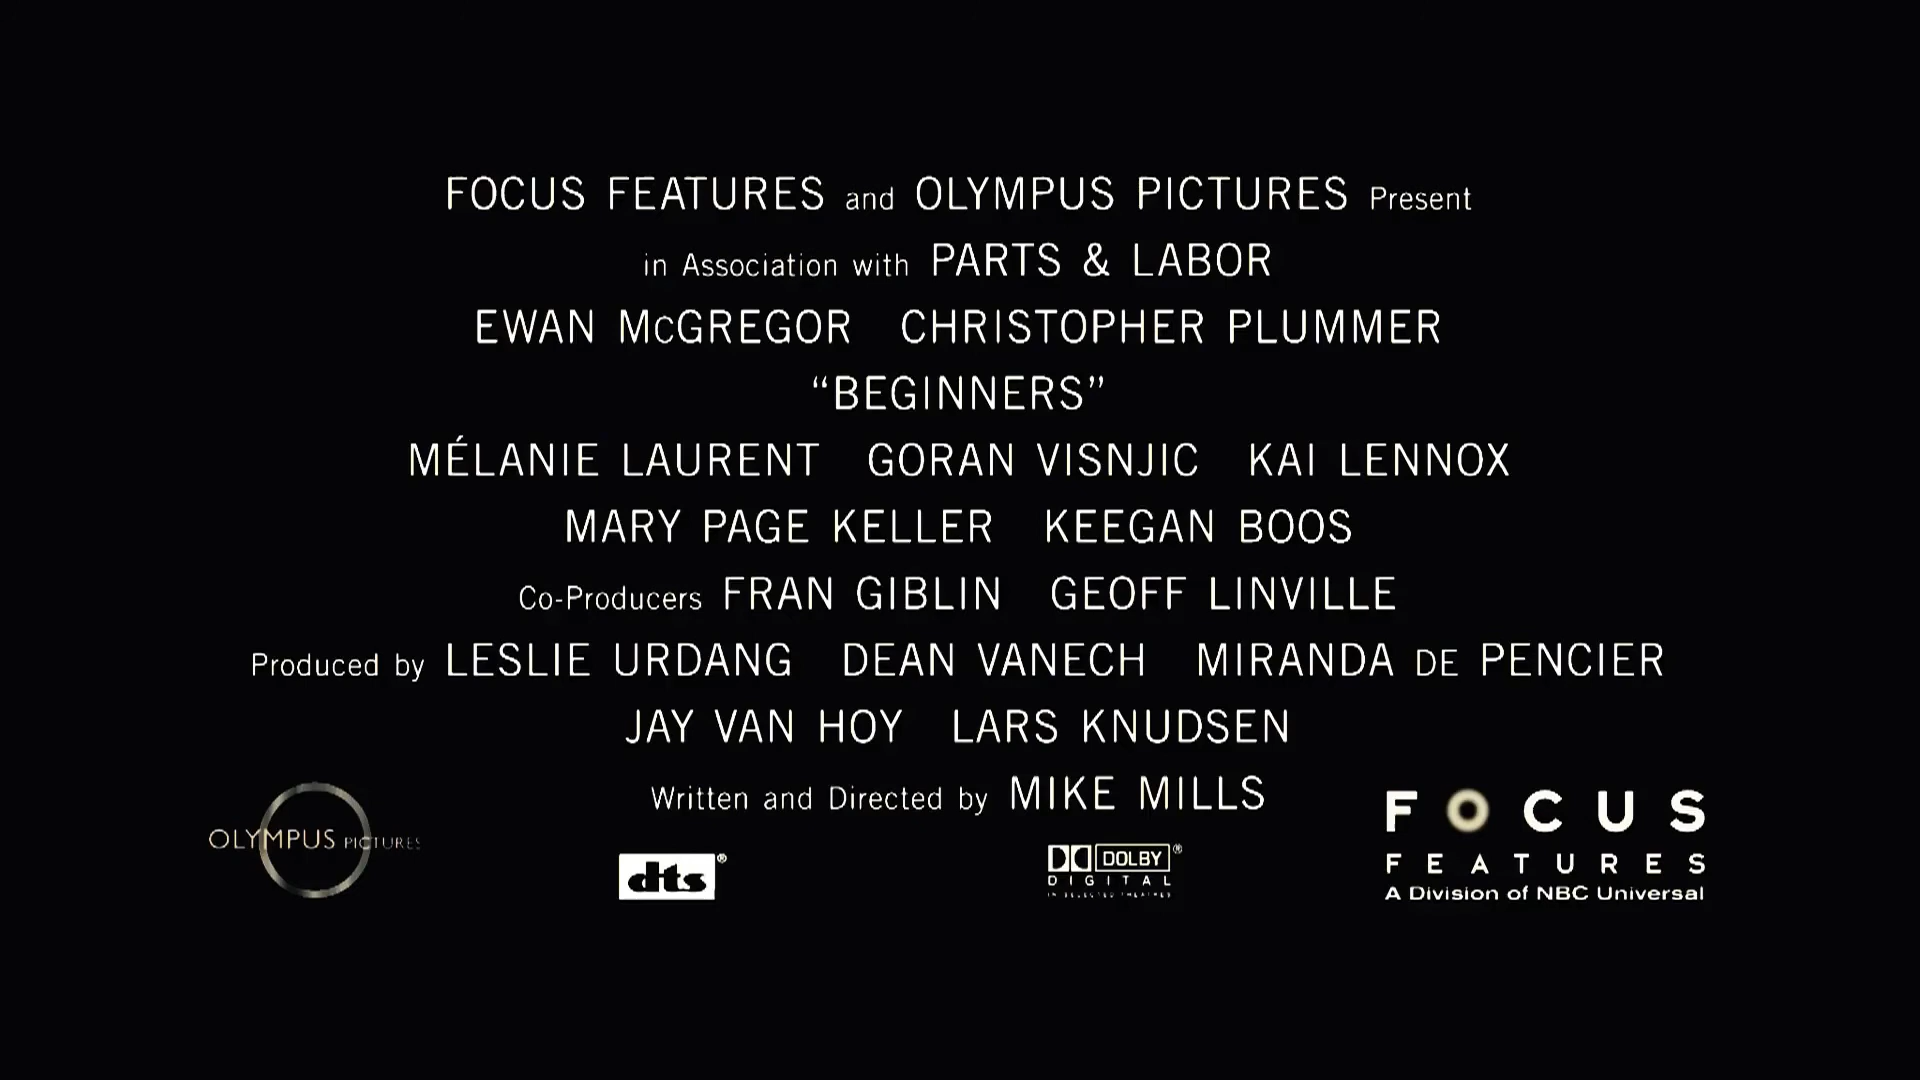 FOCUS FEATURES and OLYMPUS PICTURES Present
in Association with PARTS & LABOR
EWAN McGREGOR CHRISTOPHER PLUMMER
“BEGINNERS”
MÉLANIE LAURENT GORAN VISNJIC KAI LENNOX
MARY PAGE KELLER KEEGAN BOOS
Co-Producers FRAN GIBLIN GEOFF LINVILLE
Produced by LESLIE URDANG DEAN VANECH MIRANDA DE PENCIER
JAY VAN HOY LARS KNUDSEN
Written and Directed by MIKE MILLS
OLYMPUS PICTURES
dts®
DOLBY®
DIGITAL
IN SELECTED THEATRES
FOCUS
FEATURES
A Division of NBC Universal